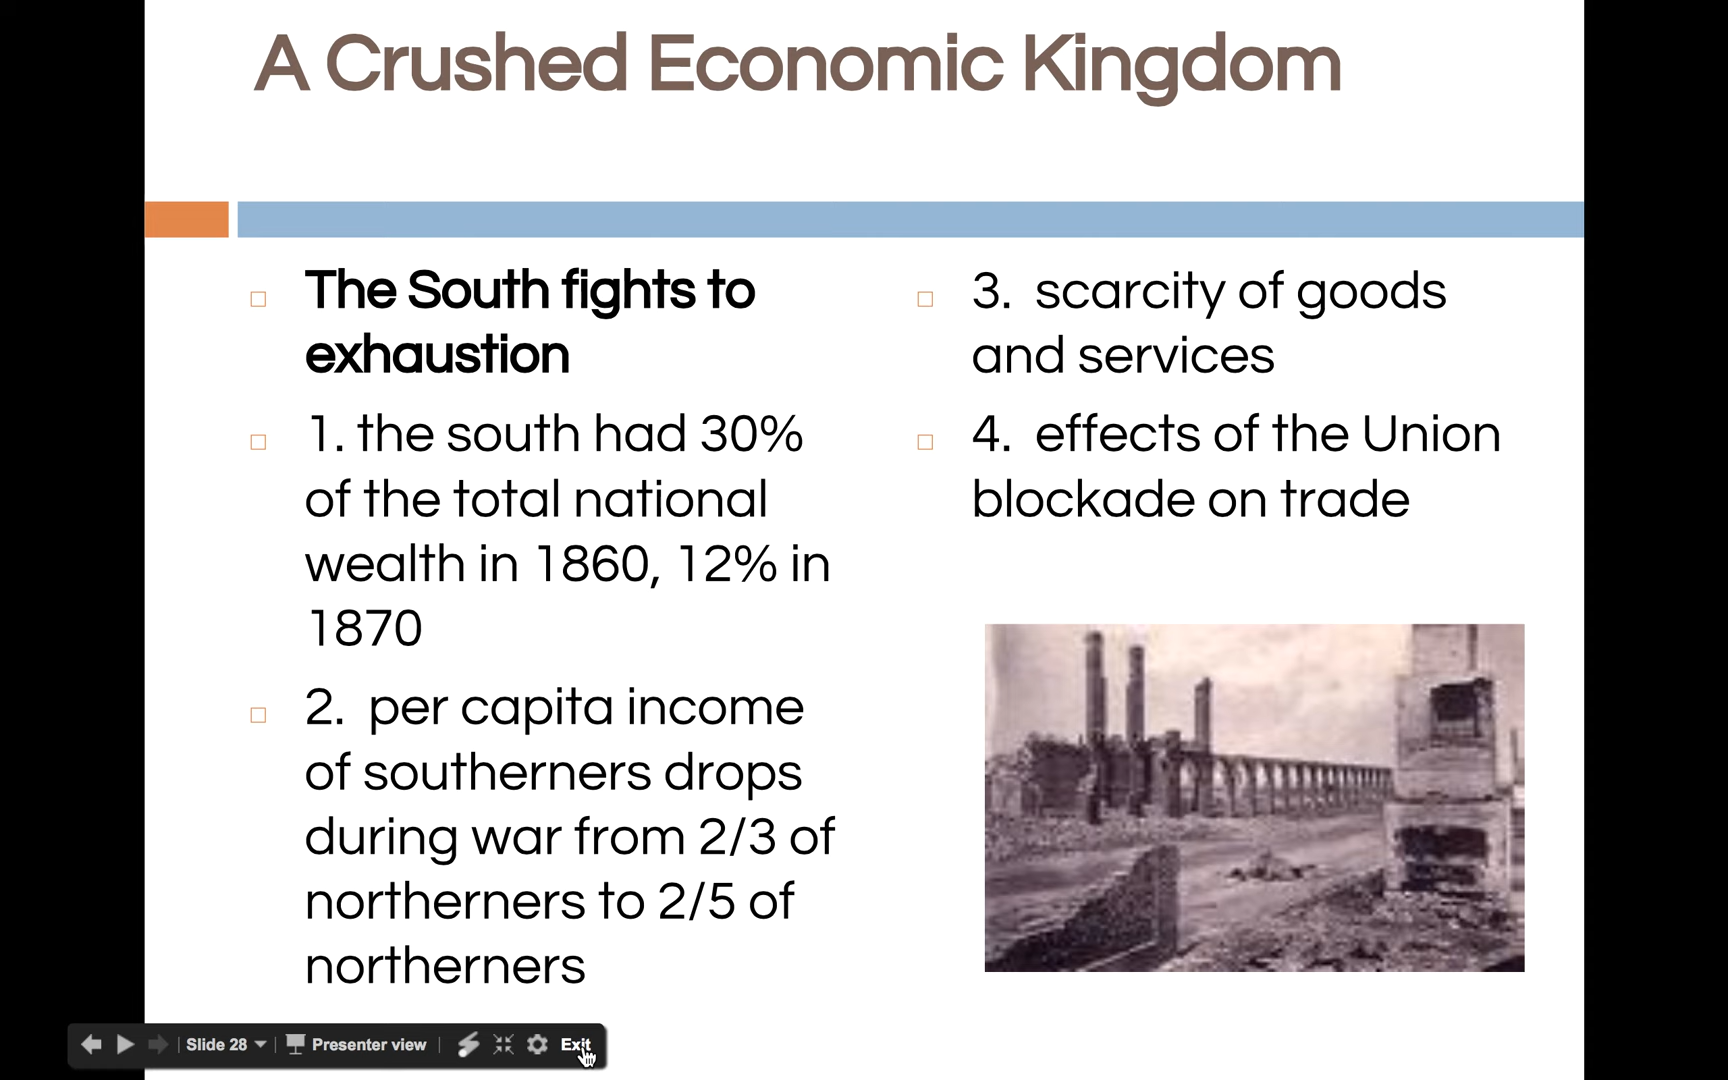 A Crushed Economic Kingdom
The South fights to
exhaustion
1. the south had 30%
of the total national
wealth in 1860, 12% in
1870
2. per capita income
of southerners drops
during war from 2/3 of
northerners to 2/5 of
northerners
3. scarcity of goods
and services
4. effects of the Union
blockade on trade
Slide 28
Presenter view
Exit